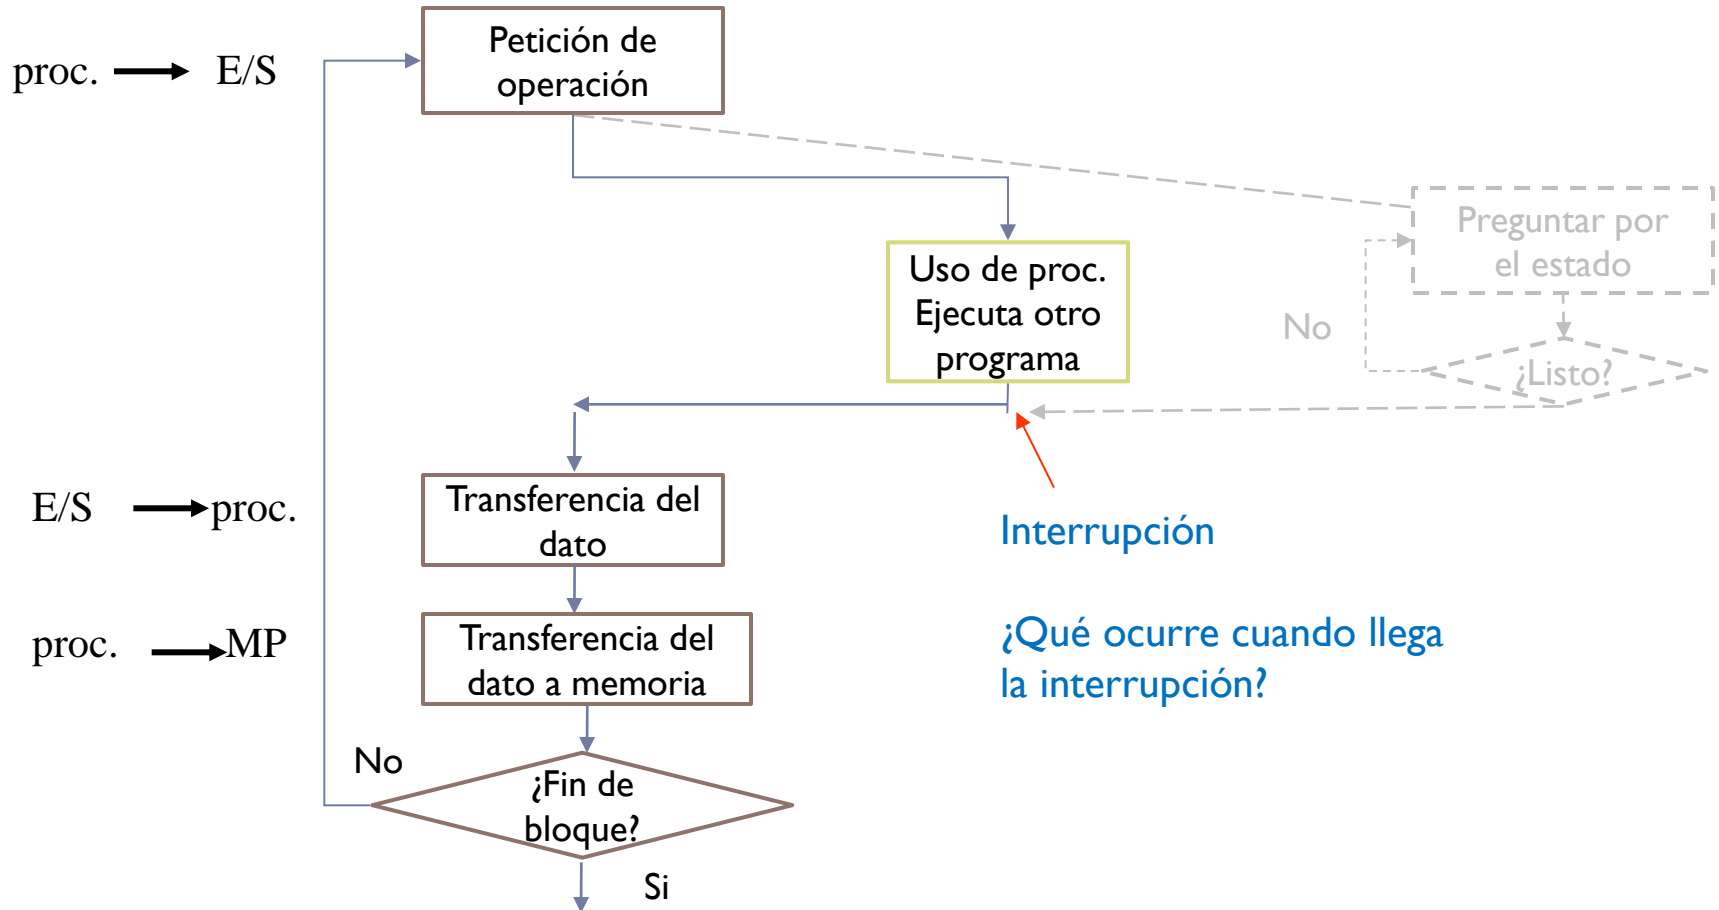 Petición de
operación
proc. E/S
Preguntar por
el estado
Uso de proc.
Ejecuta otro
programa
No
¿Listo?
E/S proc.
Transferencia del
dato
Interrupción
proc. MP
Transferencia del
dato a memoria
¿Qué ocurre cuando llega
la interrupción?
No
¿Fin de
bloque?
Si